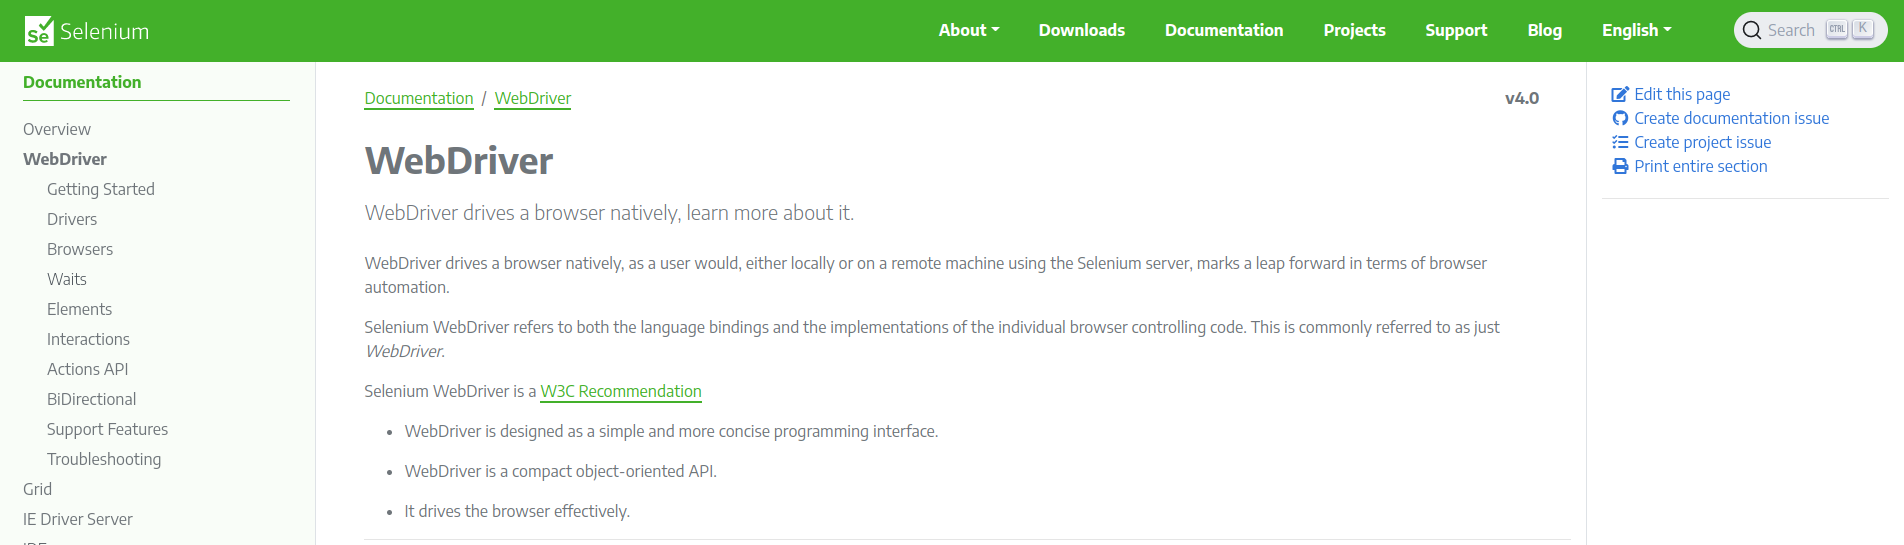 Se Selenium
About
Downloads
Documentation
Projects
Support
Blog
English
Search CTRL K
Documentation
Overview
WebDriver
Getting Started
Drivers
Browsers
Waits
Elements
Interactions
Actions API
BiDirectional
Support Features
Troubleshooting
Grid
IE Driver Server
Documentation / WebDriver
v4.0
WebDriver
WebDriver drives a browser natively, learn more about it.
WebDriver drives a browser natively, as a user would, either locally or on a remote machine using the Selenium server, marks a leap forward in terms of browser
automation.
Selenium WebDriver refers to both the language bindings and the implementations of the individual browser controlling code. This is commonly referred to as just
WebDriver.
Selenium WebDriver is a W3C Recommendation
• WebDriver is designed as a simple and more concise programming interface.
• WebDriver is a compact object-oriented API.
• It drives the browser effectively.
Edit this page
Create documentation issue
Create project issue
Print entire section